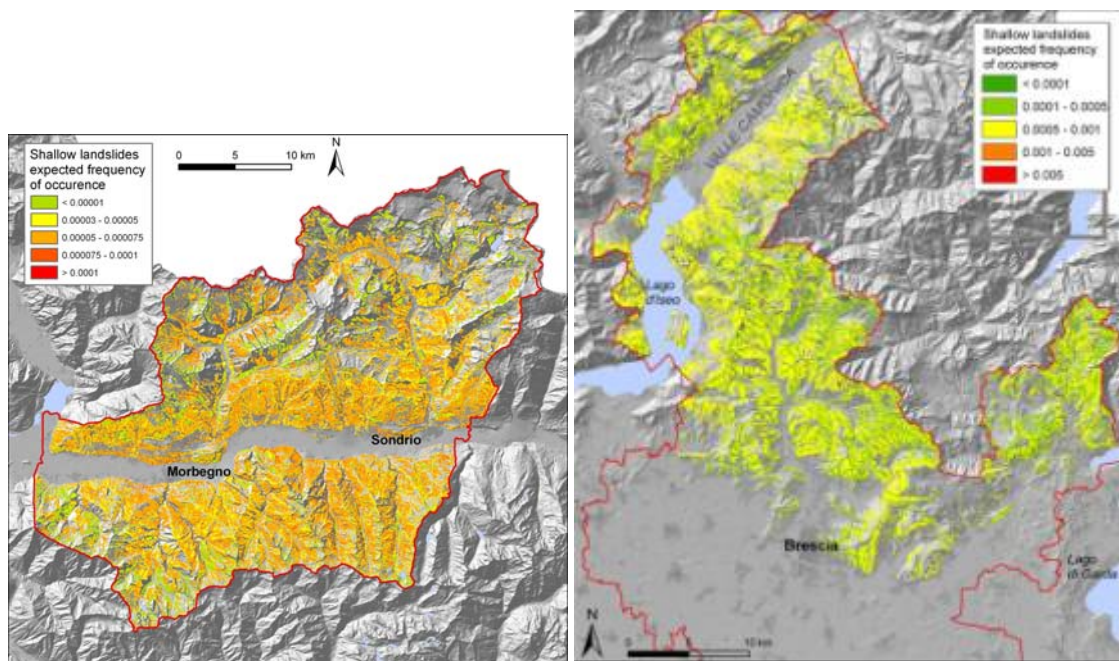 Shallow landslides
expected frequency
of occurence
< 0.00001
0.00003 - 0.00005
0.00005 - 0.000075
0.000075 - 0.0001
> 0.0001
0 5 10 km
N
Sondrio
Morbegno
Shallow landslides
expected frequency
of occurence
< 0.0001
0.0001 - 0.0005
0.0005 - 0.001
0.001 - 0.005
> 0.005
VALLE CAMONICA
Lago
d'Iseo
Brescia
Lago
di Garda
N
0 5 10 km